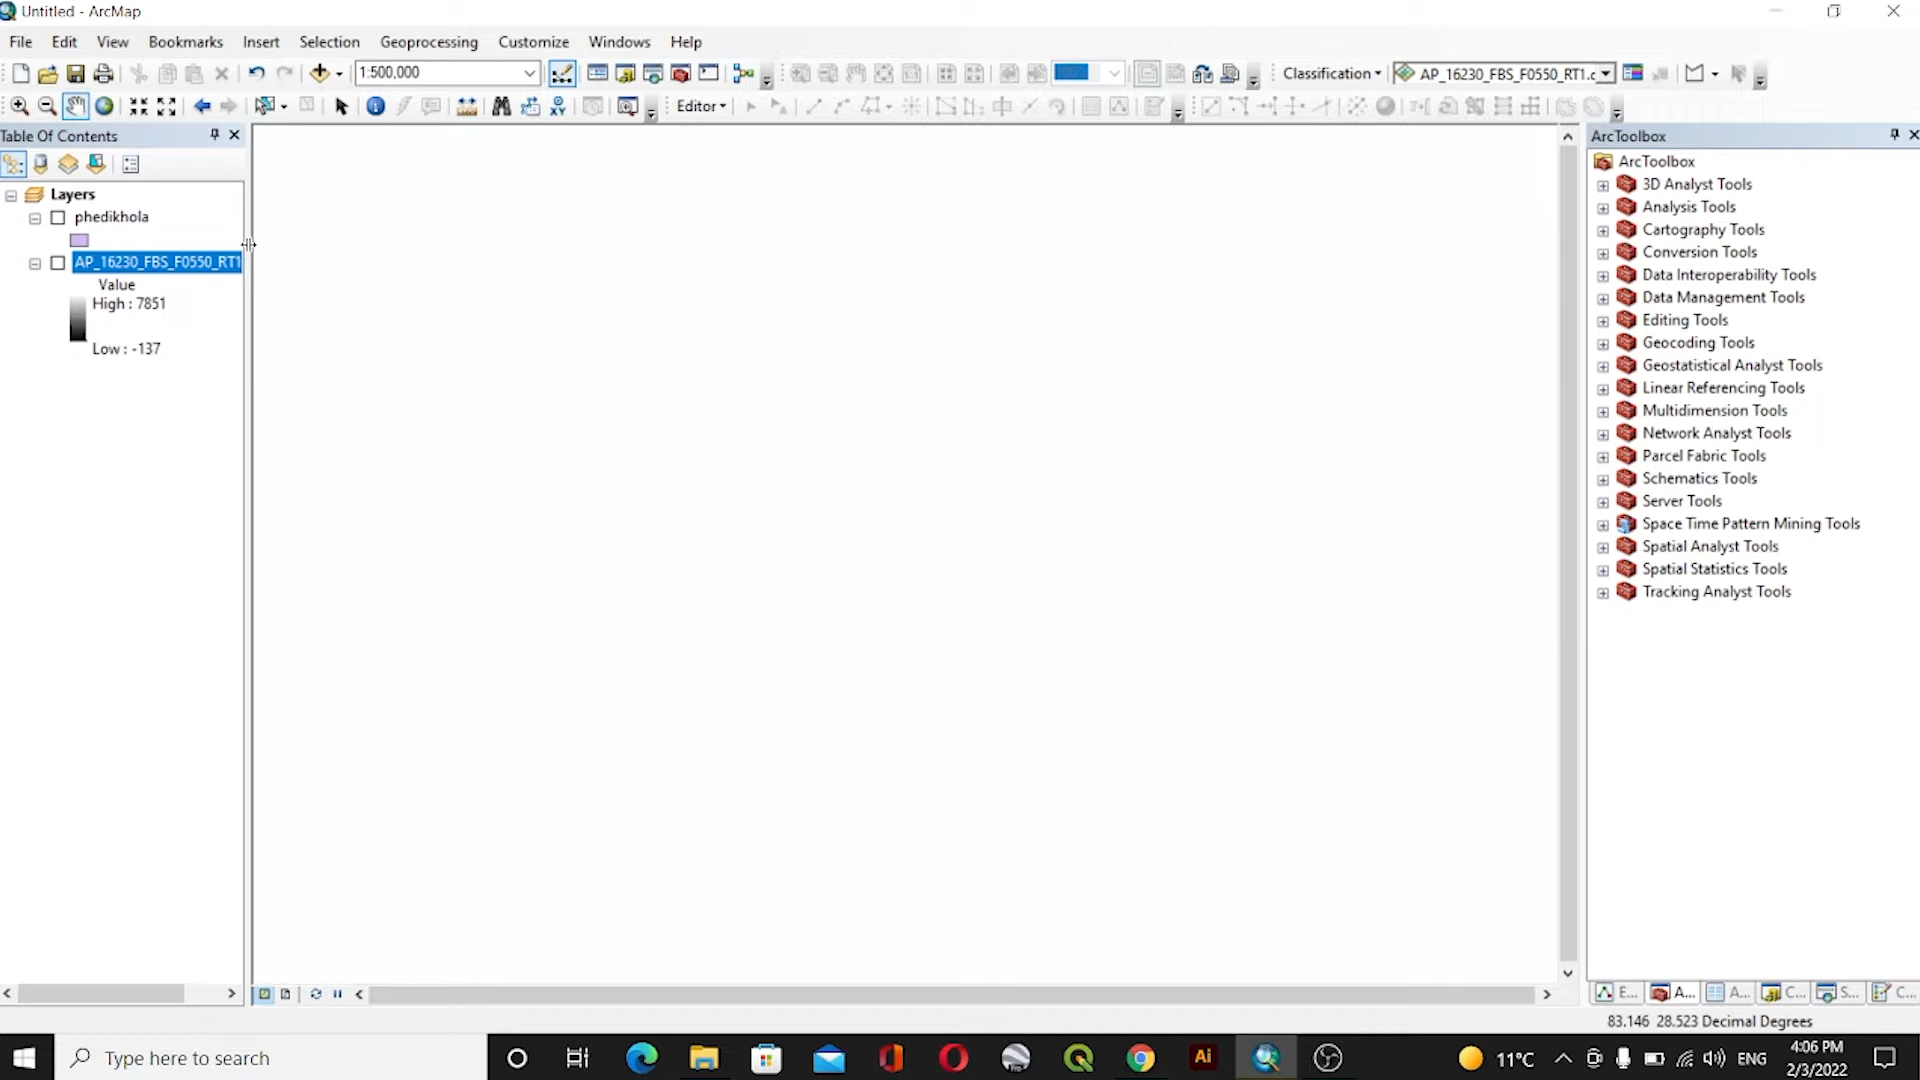 Untitled - ArcMap
File Edit View Bookmarks Insert Selection Geoprocessing Customize Windows Help
1:500,000
Classification AP_16230_FBS_F0550_RT1.c
Editor
Table Of Contents
Layers
phedikhola
AP_16230_FBS_F0550_RT1
Value
High : 7851
Low : -137
ArcToolbox
ArcToolbox
3D Analyst Tools
Analysis Tools
Cartography Tools
Conversion Tools
Data Interoperability Tools
Data Management Tools
Editing Tools
Geocoding Tools
Geostatistical Analyst Tools
Linear Referencing Tools
Multidimension Tools
Network Analyst Tools
Parcel Fabric Tools
Schematics Tools
Server Tools
Space Time Pattern Mining Tools
Spatial Analyst Tools
Spatial Statistics Tools
Tracking Analyst Tools
E... A... A... C... S... C...
83.146 28.523 Decimal Degrees
Type here to search
Ai
11°C
ENG
4:06 PM
2/3/2022